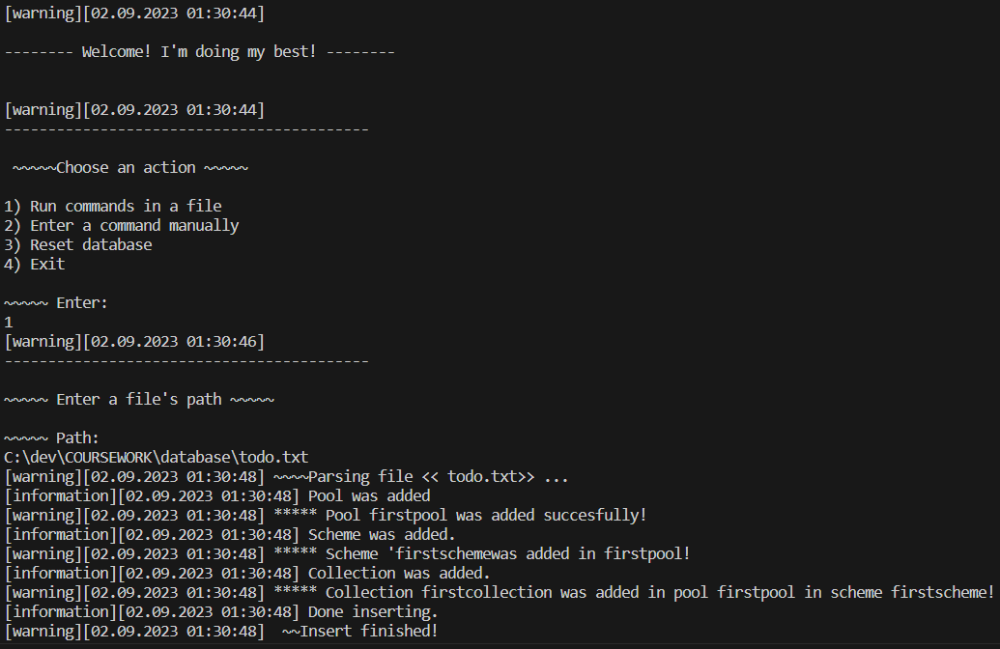 [warning][02.09.2023 01:30:44]
-------- Welcome! I'm doing my best! --------
[warning][02.09.2023 01:30:44]
------------------------------------------
~~~~~Choose an action ~~~~~
1) Run commands in a file
2) Enter a command manually
3) Reset database
4) Exit
~~~~~ Enter:
1
[warning][02.09.2023 01:30:46]
------------------------------------------
~~~~~ Enter a file's path ~~~~~
~~~~~ Path:
C:\dev\COURSEWORK\database\todo.txt
[warning][02.09.2023 01:30:48] ~~~~Parsing file << todo.txt>> ...
[information][02.09.2023 01:30:48] Pool was added
[warning][02.09.2023 01:30:48] ***** Pool firstpool was added succesfully!
[information][02.09.2023 01:30:48] Scheme was added.
[warning][02.09.2023 01:30:48] ***** Scheme 'firstschemewas added in firstpool!
[information][02.09.2023 01:30:48] Collection was added.
[warning][02.09.2023 01:30:48] ***** Collection firstcollection was added in pool firstpool in scheme firstscheme!
[information][02.09.2023 01:30:48] Done inserting.
[warning][02.09.2023 01:30:48]  ~~Insert finished!